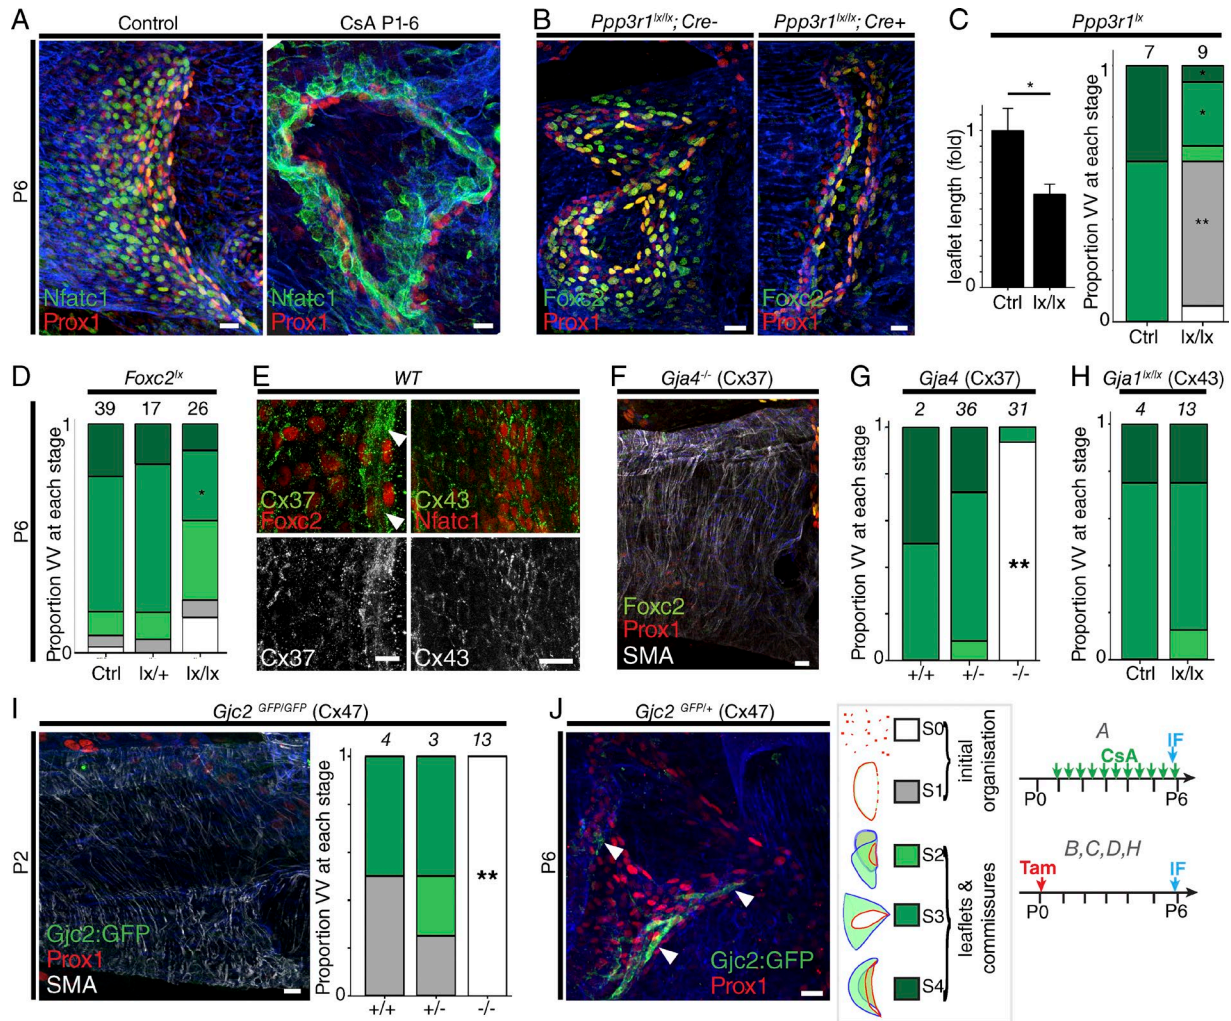 A
Control
CsA P1-6
P6
Nfatc1
Prox1
Nfatc1
Prox1
B
Ppp3r1lx/lx; Cre-
Ppp3r1lx/lx; Cre+
Foxc2
Prox1
Foxc2
Prox1
C
Ppp3r1lx
leaflet length (fold)
1
0
*
Ctrl
lx/lx
Proportion VV at each stage
7
9
1
0
*
*
**
Ctrl
lx/lx
D
Foxc2lx
P6
39
17
26
Proportion VV at each stage
1
0
*
Ctrl
lx/+
lx/lx
E
WT
Cx37
Foxc2
Cx43
Nfatc1
Cx37
Cx43
F
Gja4-/- (Cx37)
Foxc2
Prox1
SMA
G
Gja4 (Cx37)
2
36
31
Proportion VV at each stage
1
0
**
+/+
+/-
-/-
H
Gja1lx/lx (Cx43)
4
13
Proportion VV at each stage
1
0
Ctrl
lx/lx
I
Gjc2 GFP/GFP (Cx47)
P2
Gjc2:GFP
Prox1
SMA
4
3
13
Proportion VV at each stage
1
0
**
+/+
+/-
-/-
J
Gjc2 GFP/+ (Cx47)
P6
Gjc2:GFP
Prox1
S0
S1
initial
organisation
S2
S3
S4
leaflets &
commissures
A
CsA
IF
P0
P6
B,C,D,H
Tam
IF
P0
P6